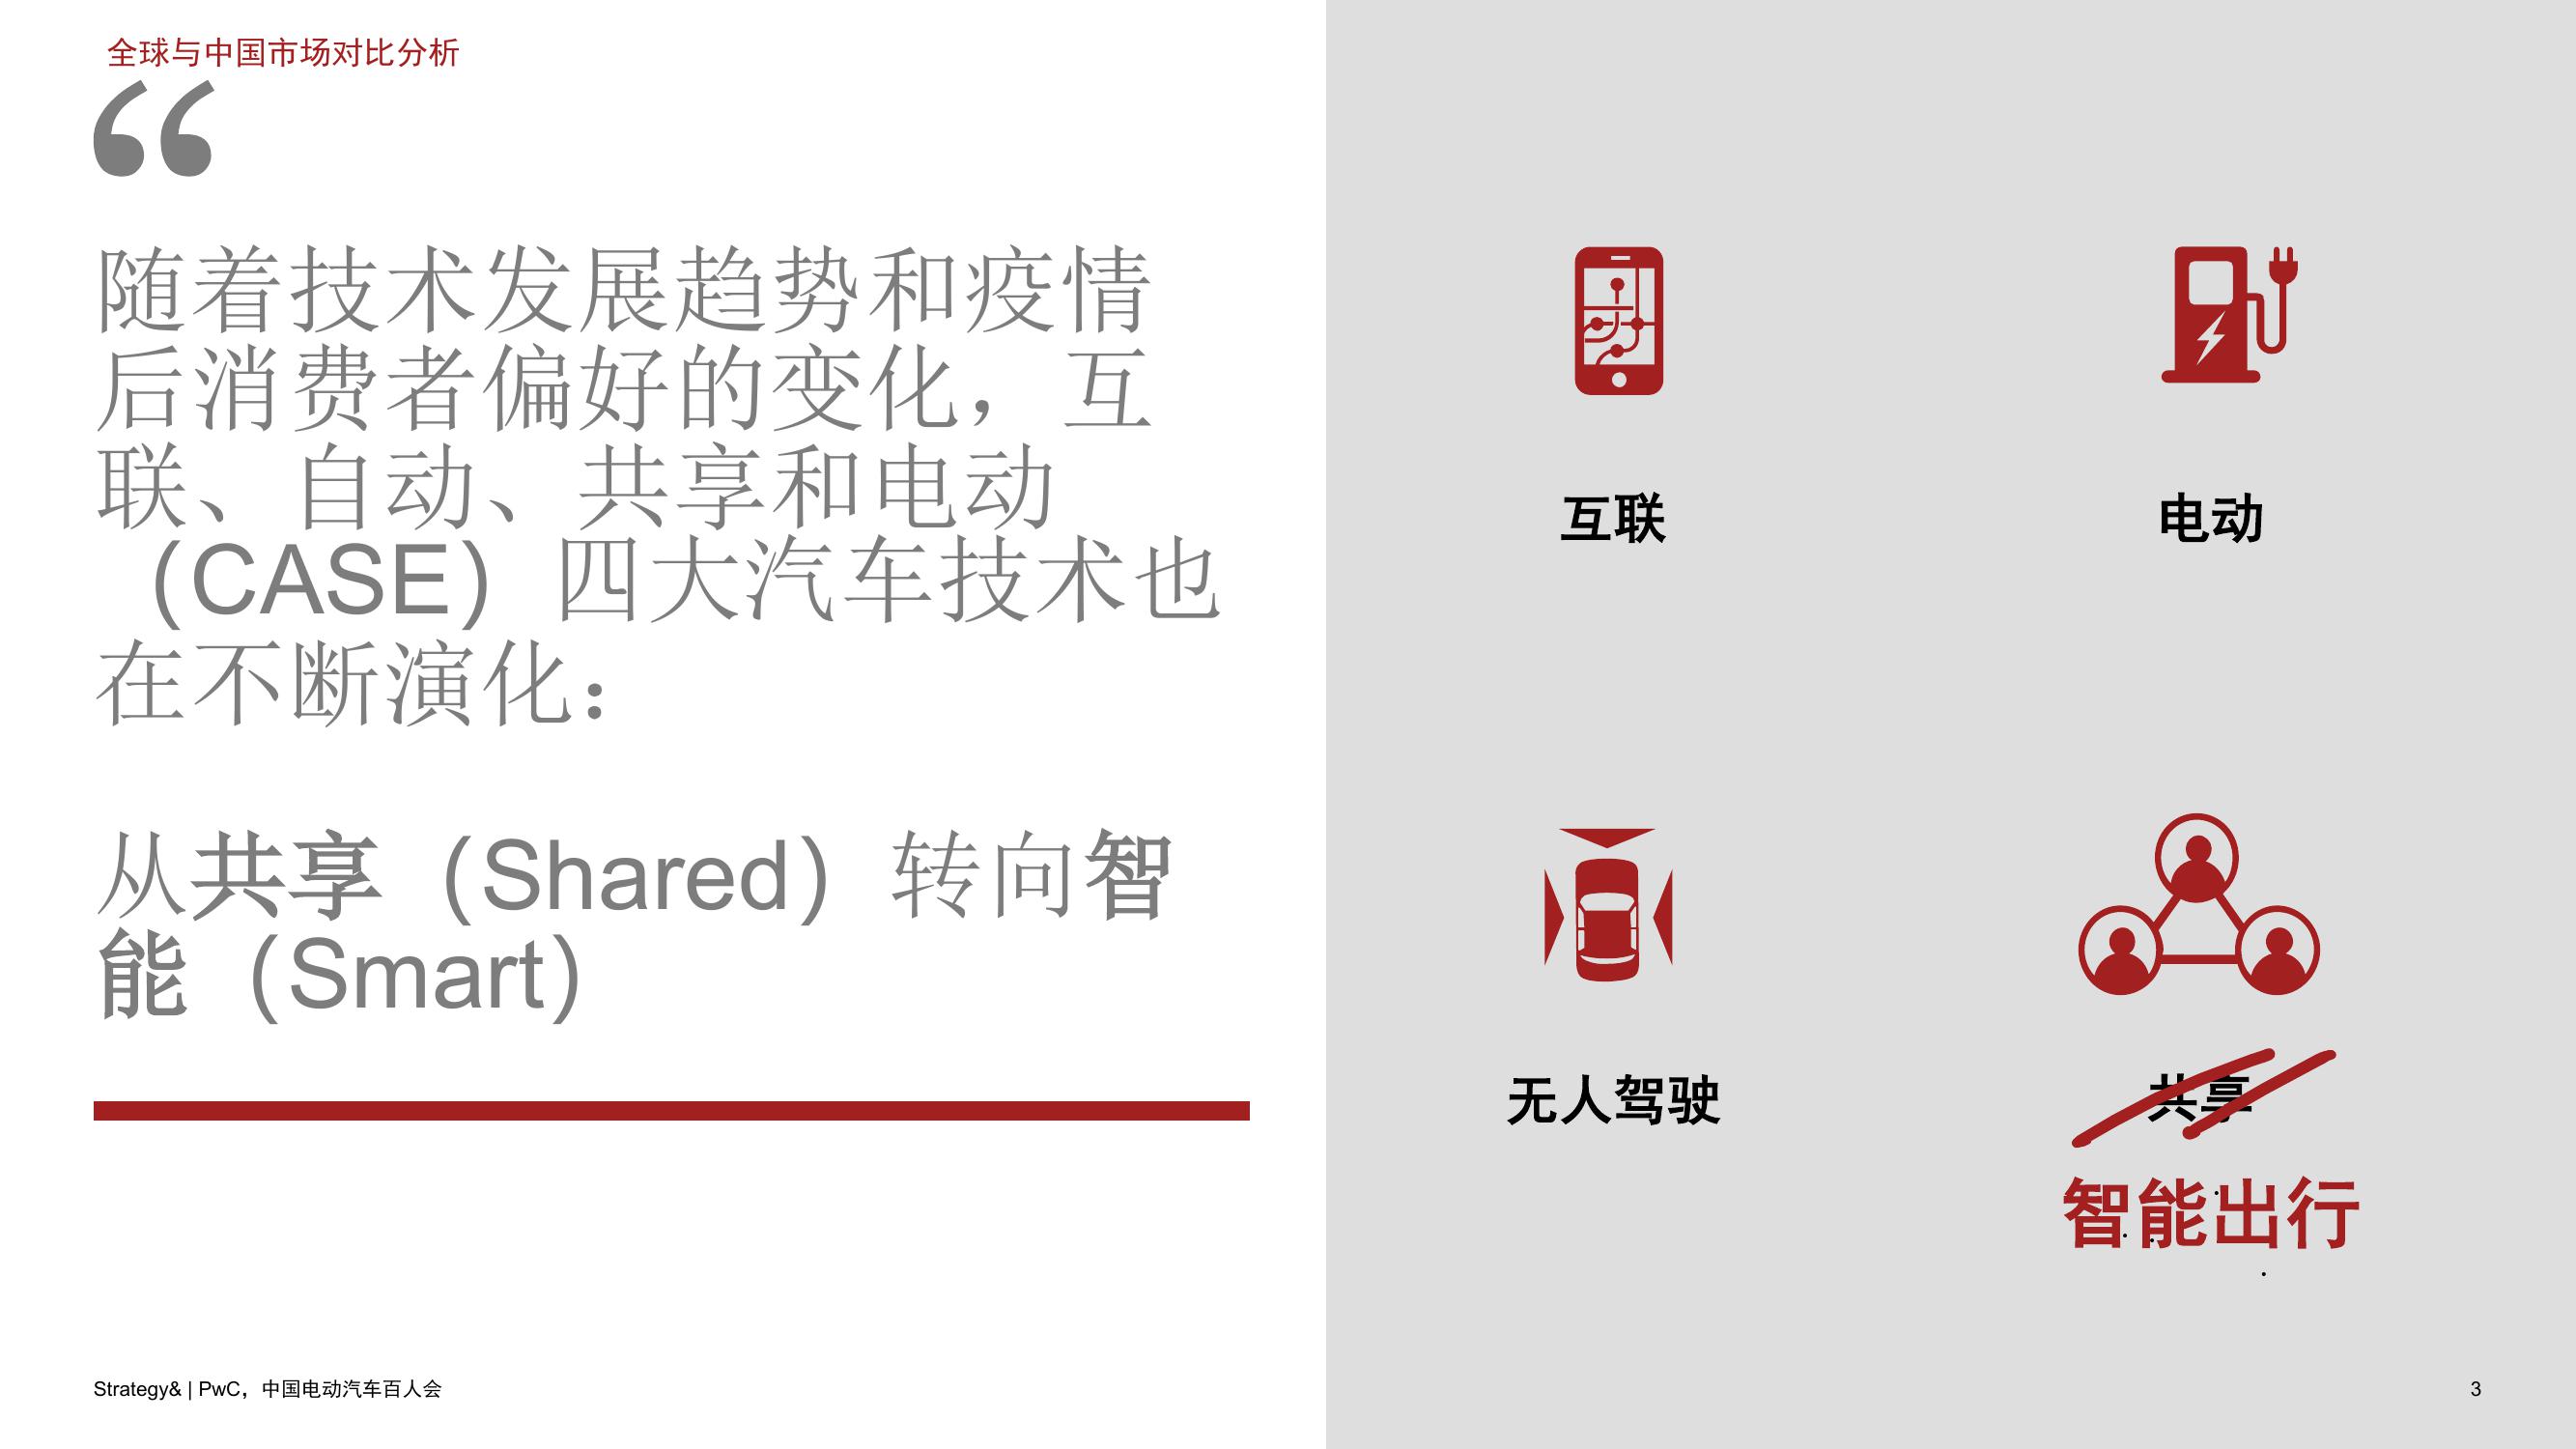 全球与中国市场对比分析
“
随着技术发展趋势和疫情
后消费者偏好的变化，互
联、自动、共享和电动
（CASE）四大汽车技术也
在不断演化：
从共享（Shared）转向智
能（Smart）
互联
电动
无人驾驶
共享
智能出行
Strategy& | PwC，中国电动汽车百人会
3